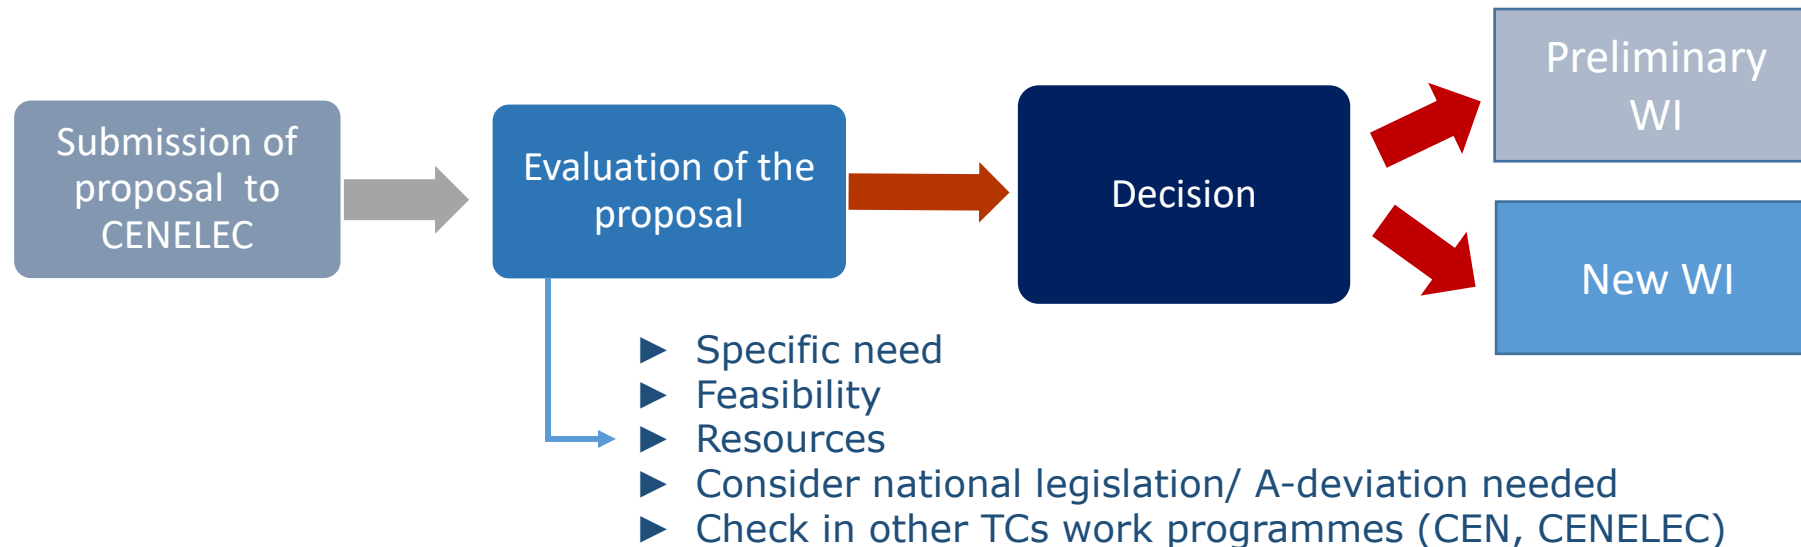 Submission of
proposal to
CENELEC
Evaluation of the
proposal
Decision
Preliminary
WI
New WI
► Specific need
► Feasibility
► Resources
► Consider national legislation/ A-deviation needed
► Check in other TCs work programmes (CEN, CENELEC)